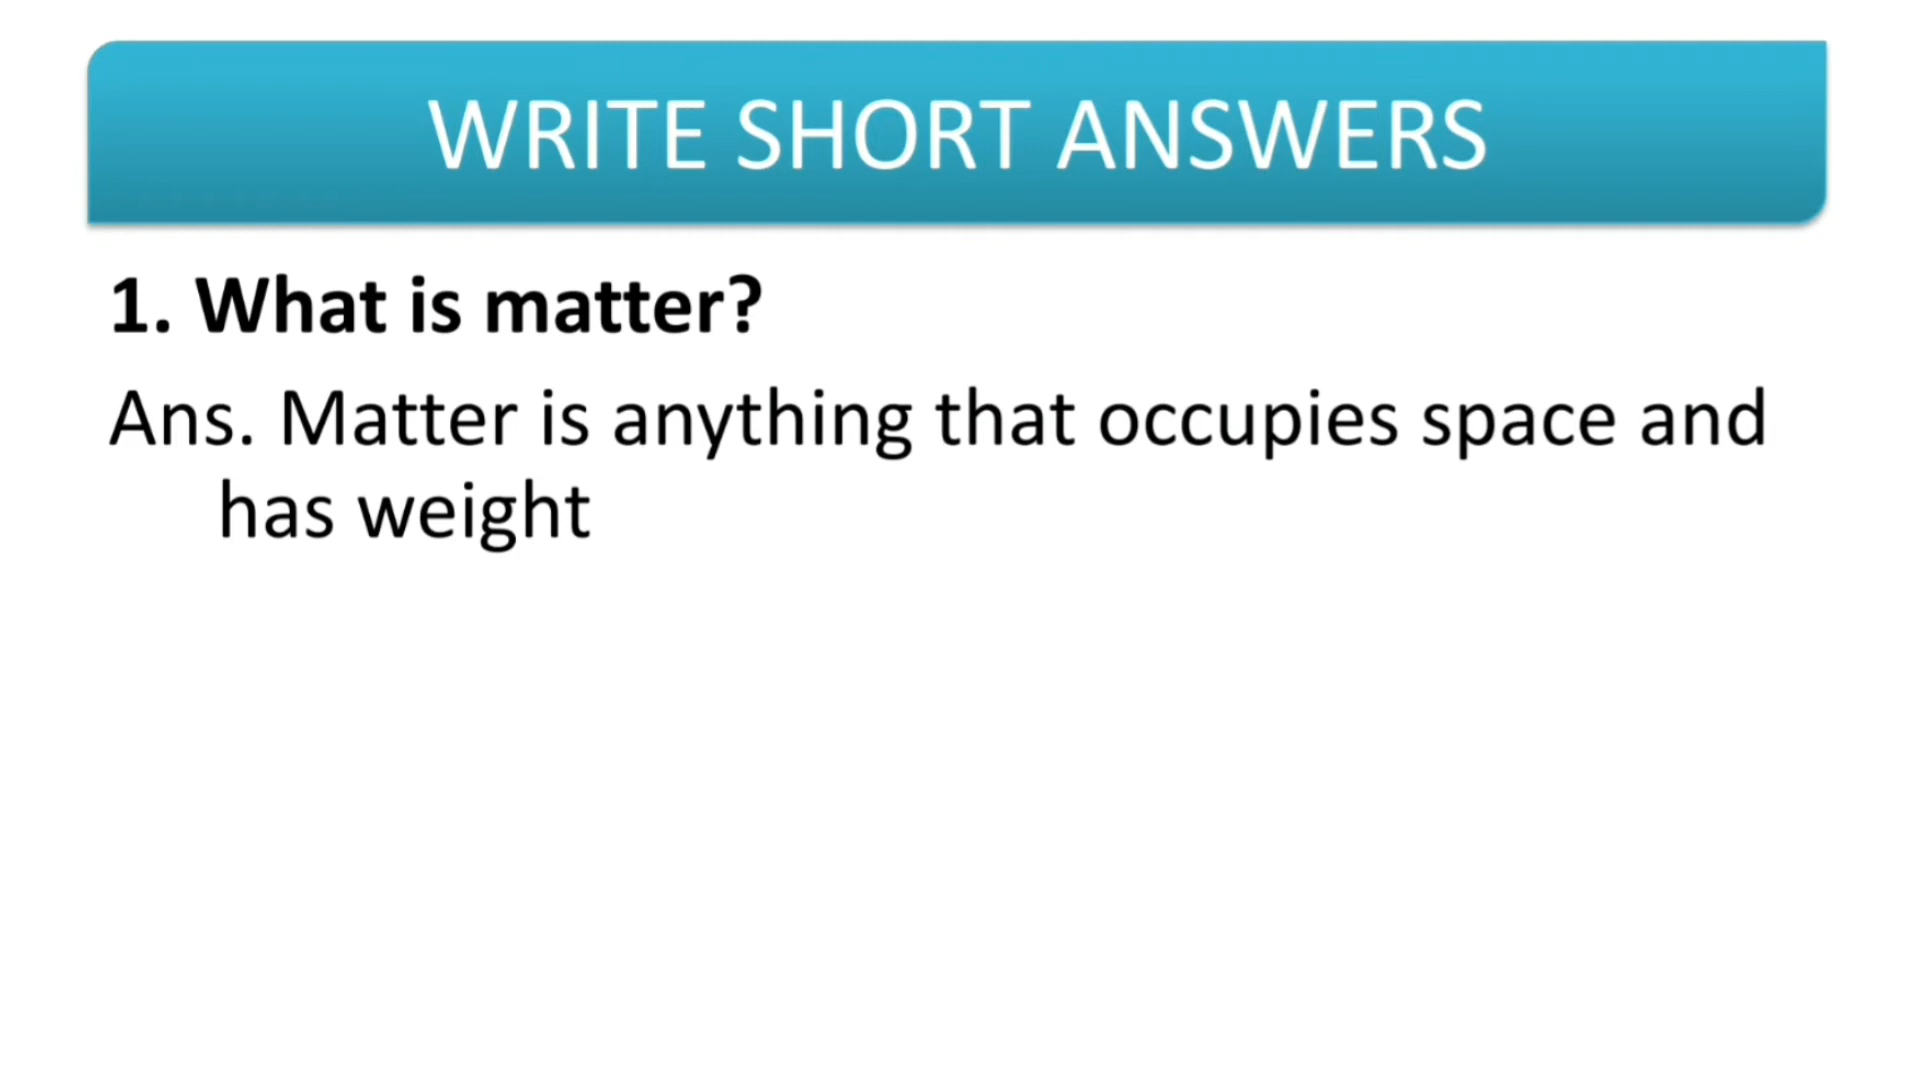 WRITE SHORT ANSWERS
1. What is matter?
Ans. Matter is anything that occupies space and
has weight